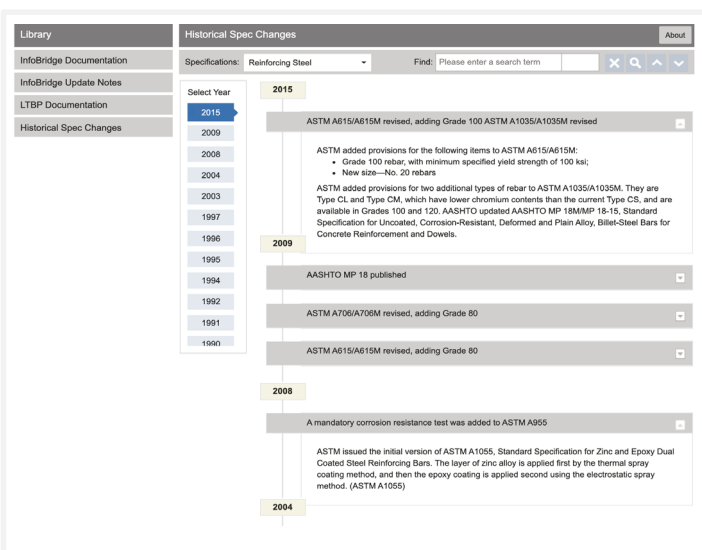 Library
InfoBridge Documentation
InfoBridge Update Notes
LTBP Documentation
Historical Spec Changes
Historical Spec Changes
About
Specifications:
Reinforcing Steel
Find:
Please enter a search term
Select Year
2015
2009
2008
2004
2003
1997
1996
1995
1994
1992
1991
1990
2015
ASTM A615/A615M revised, adding Grade 100 ASTM A1035/A1035M revised
ASTM added provisions for the following items to ASTM A615/A615M:
• Grade 100 rebar, with minimum specified yield strength of 100 ksi;
• New size—No. 20 rebars
ASTM added provisions for two additional types of rebar to ASTM A1035/A1035M. They are
Type CL and Type CM, which have lower chromium contents than the current Type CS, and are
available in Grades 100 and 120. AASHTO updated AASHTO MP 18M/MP 18-15, Standard
Specification for Uncoated, Corrosion-Resistant, Deformed and Plain Alloy, Billet-Steel Bars for
Concrete Reinforcement and Dowels.
2009
AASHTO MP 18 published
ASTM A706/A706M revised, adding Grade 80
ASTM A615/A615M revised, adding Grade 80
2008
A mandatory corrosion resistance test was added to ASTM A955
ASTM issued the initial version of ASTM A1055, Standard Specification for Zinc and Epoxy Dual
Coated Steel Reinforcing Bars. The layer of zinc alloy is applied first by the thermal spray
coating method, and then the epoxy coating is applied second using the electrostatic spray
method. (ASTM A1055)
2004